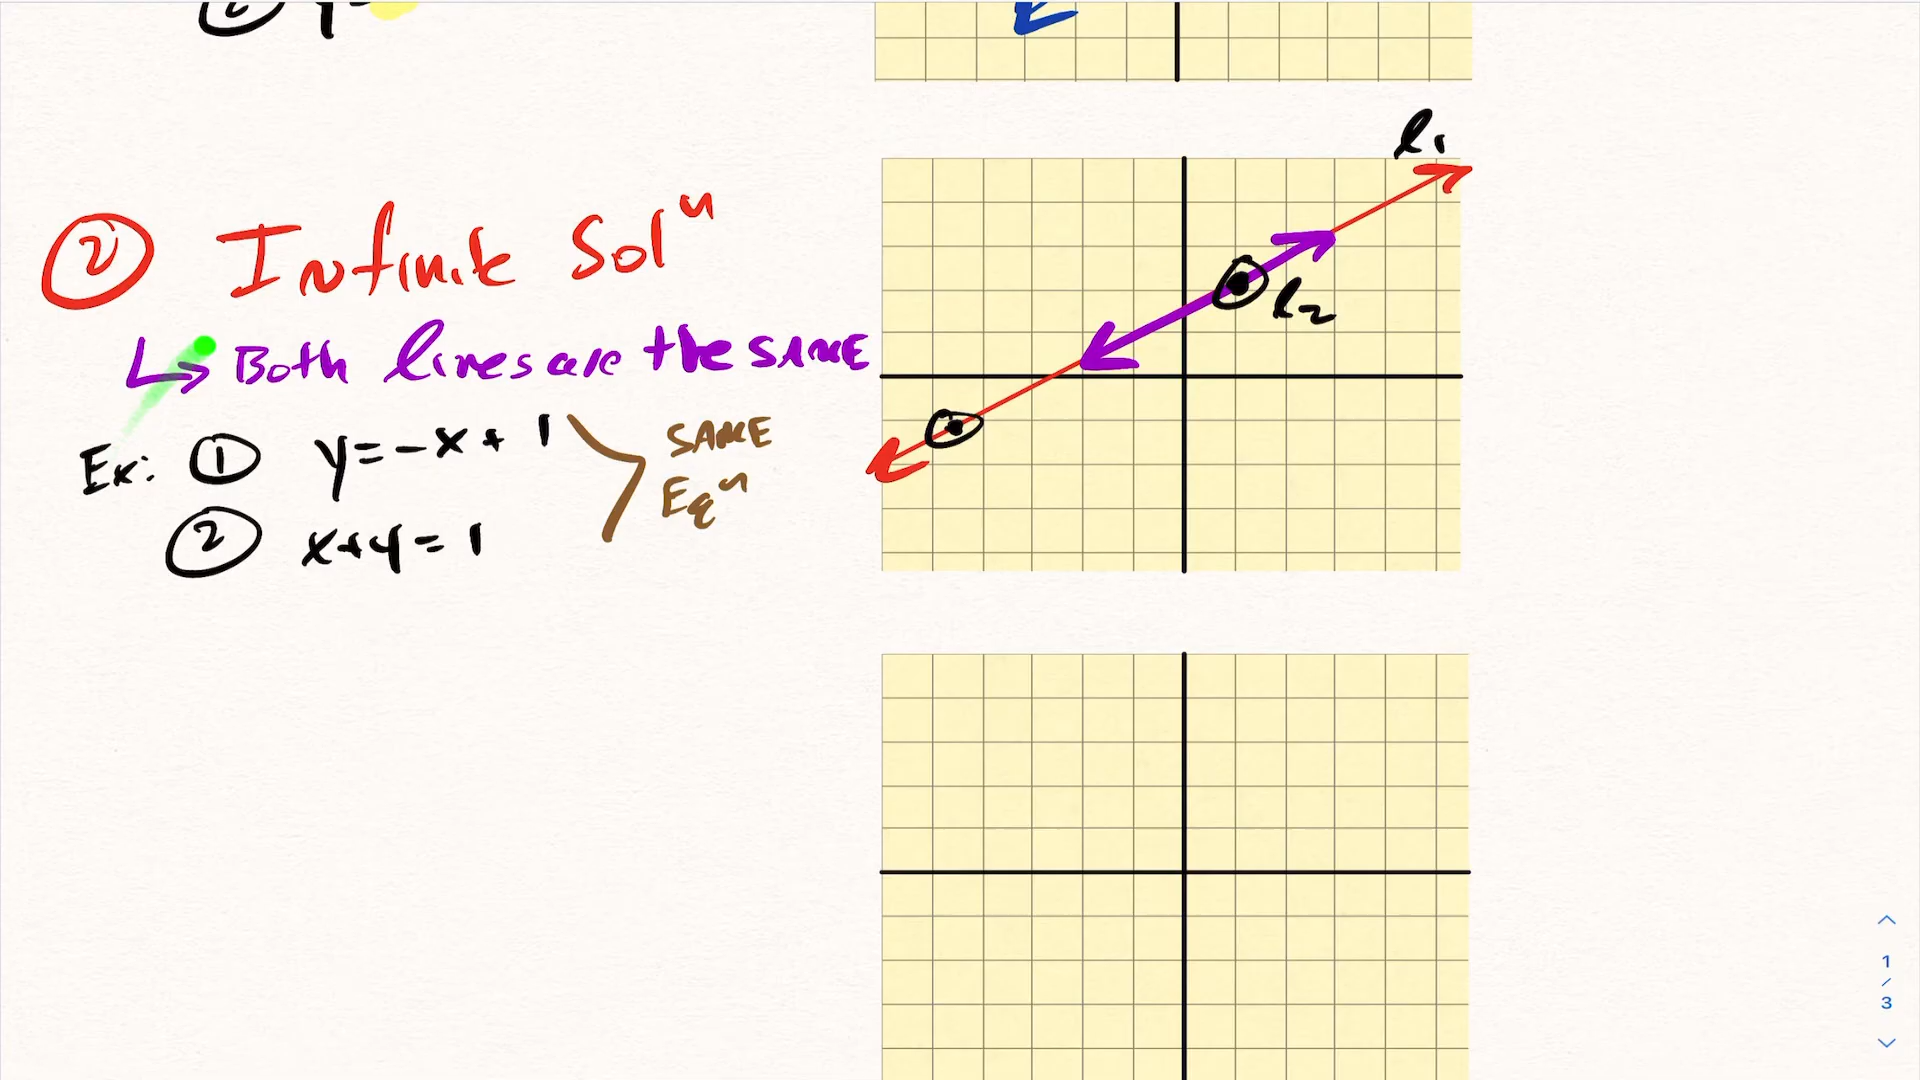 ② y=
l₁
② Infinite Solⁿ
l₂
↳ Both lines are the SAME
Ex: ① y=-x+1 SAME
Eqⁿ
② x+y=1
1
/
3